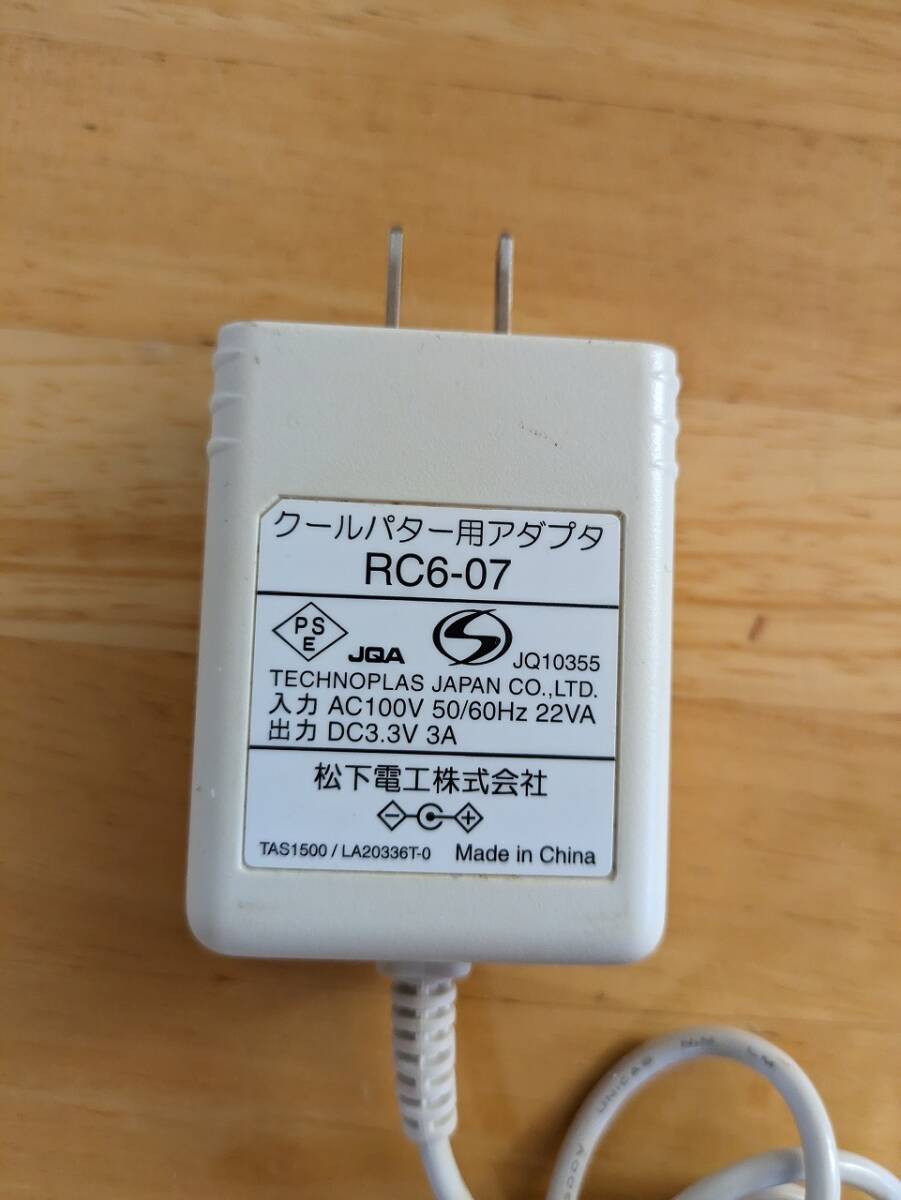 クールパター用アダプタ
RC6-07
PS
E
JQA
JQ10355
TECHNOPLAS JAPAN CO.,LTD.
入力 AC100V 50/60Hz 22VA
出力 DC3.3V 3A
松下電工株式会社
TAS1500 / LA20336T-0 Made in China
UNICAB